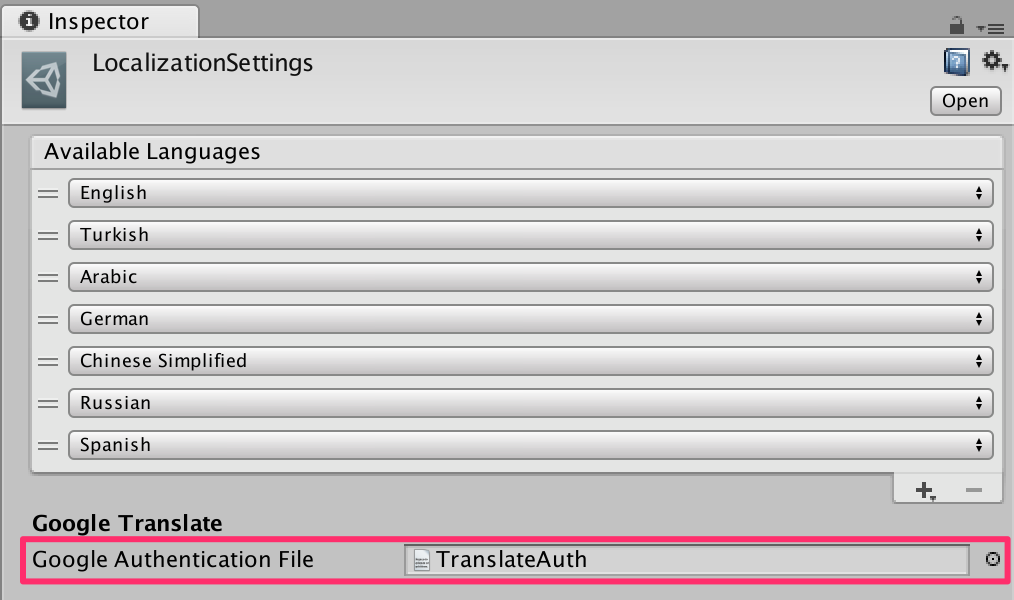 Inspector
LocalizationSettings
Open
Available Languages
English
Turkish
Arabic
German
Chinese Simplified
Russian
Spanish
Google Translate
Google Authentication File TranslateAuth